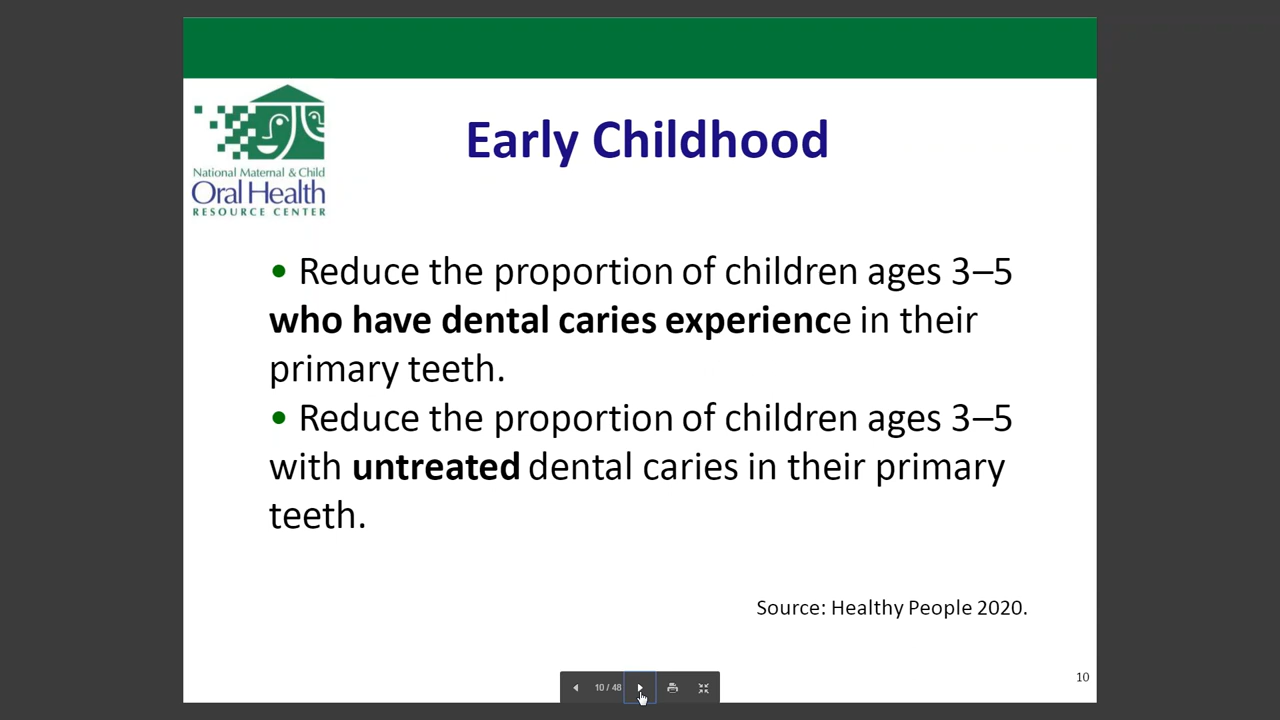 National Maternal & Child
Oral Health
RESOURCE CENTER
Early Childhood
• Reduce the proportion of children ages 3–5
who have dental caries experience in their
primary teeth.
• Reduce the proportion of children ages 3–5
with untreated dental caries in their primary
teeth.
Source: Healthy People 2020.
10
10 / 48